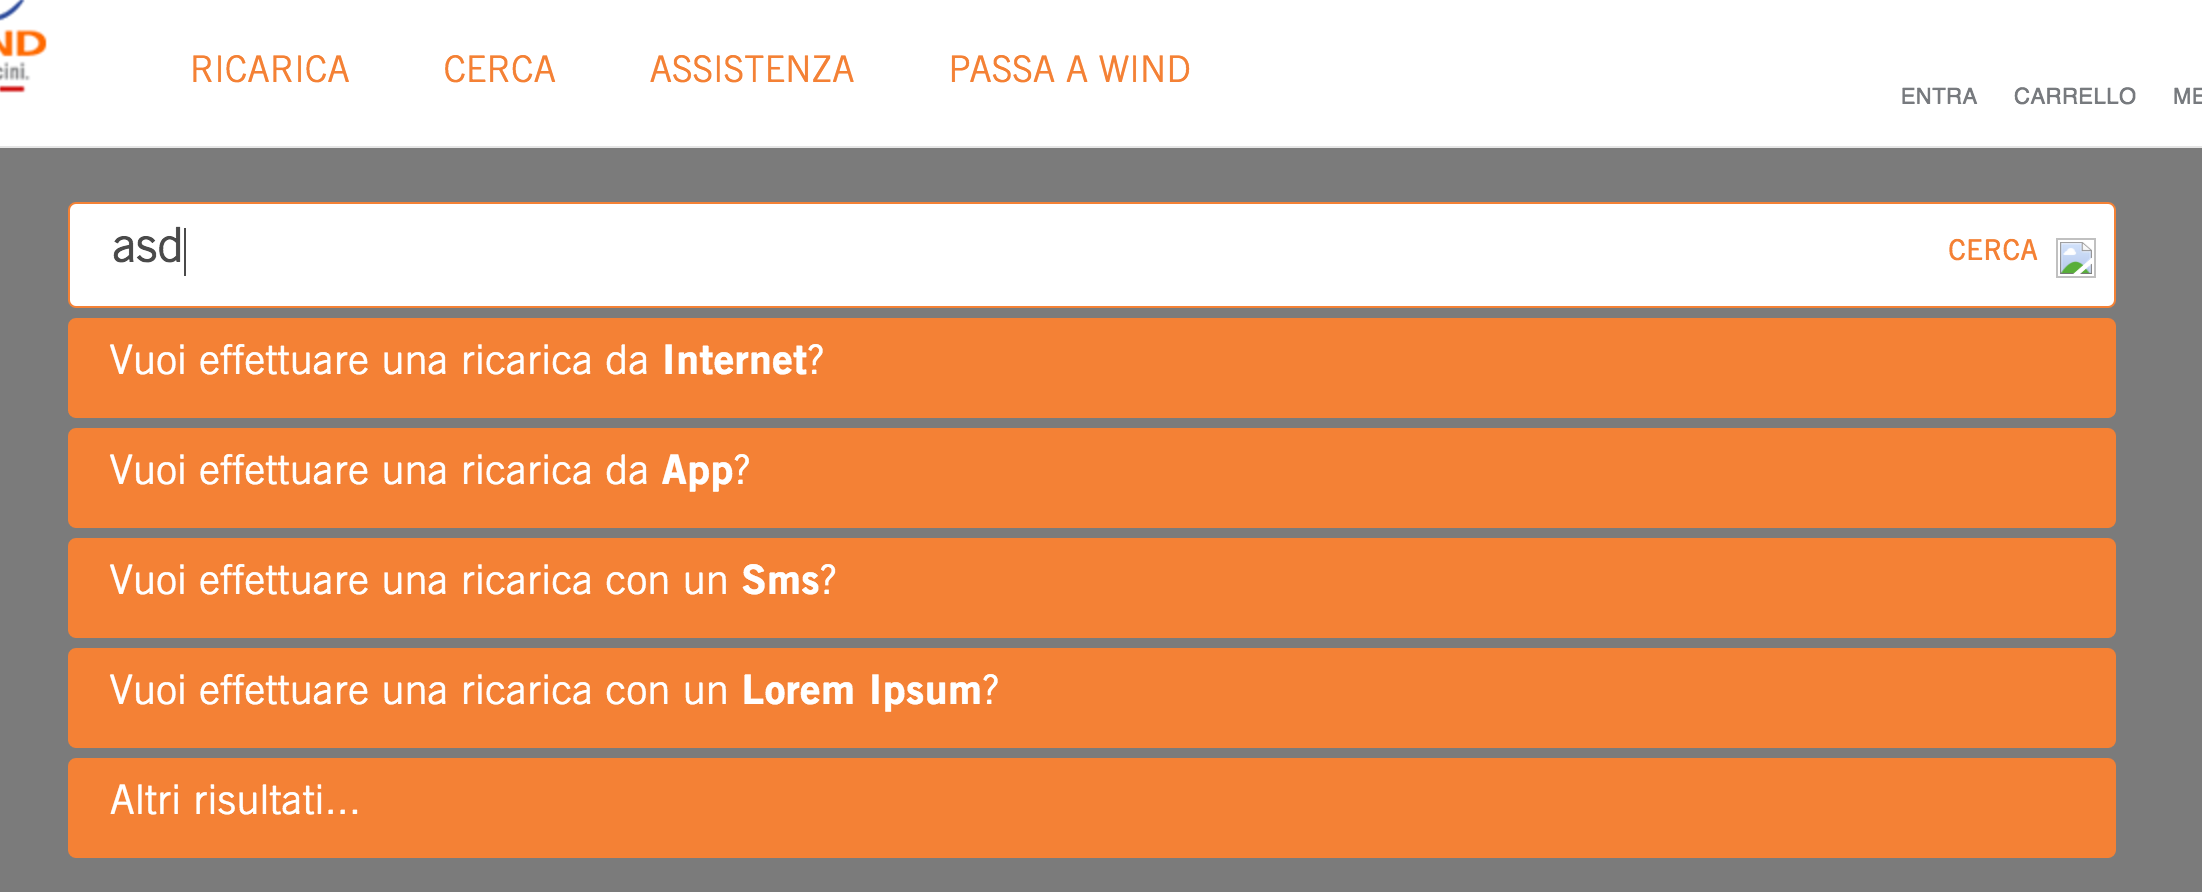 ND
cini.
RICARICA CERCA ASSISTENZA PASSA A WIND
ENTRA CARRELLO ME
asd
CERCA
Vuoi effettuare una ricarica da Internet?
Vuoi effettuare una ricarica da App?
Vuoi effettuare una ricarica con un Sms?
Vuoi effettuare una ricarica con un Lorem Ipsum?
Altri risultati...